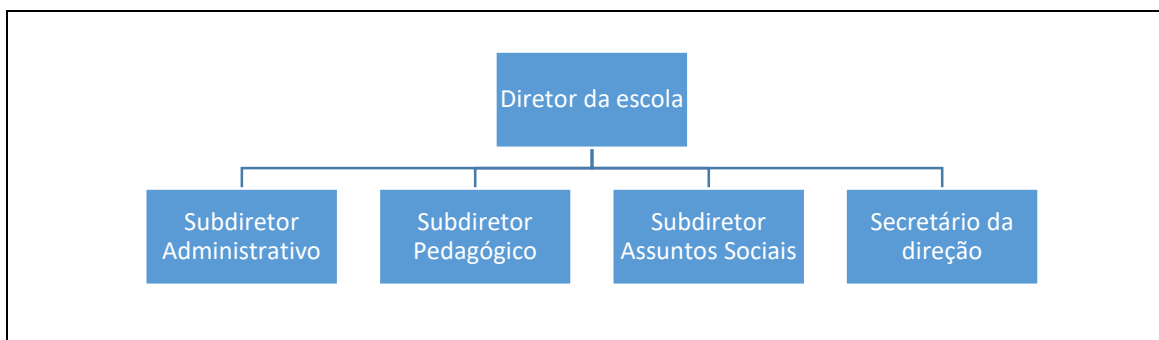 Diretor da escola
Subdiretor
Administrativo
Subdiretor
Pedagógico
Subdiretor
Assuntos Sociais
Secretário da
direção